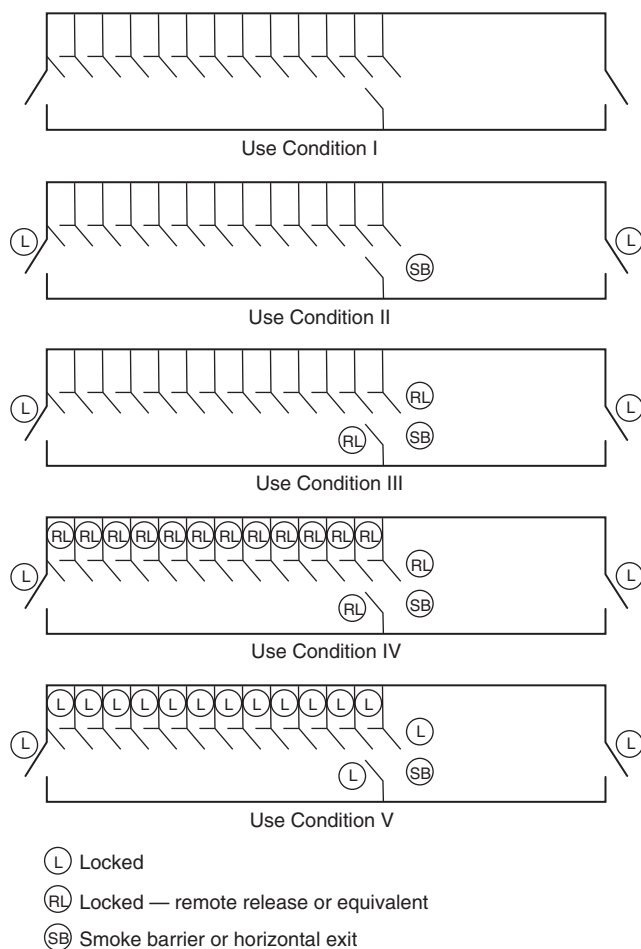 Use Condition I
L L
SB
Use Condition II
RL
L L
RL SB
Use Condition III
RL RL RL RL RL RL RL RL RL RL RL RL
RL
L L
RL SB
Use Condition IV
L L L L L L L L L L L L
L
L L
L SB
Use Condition V
L Locked
RL Locked — remote release or equivalent
SB Smoke barrier or horizontal exit